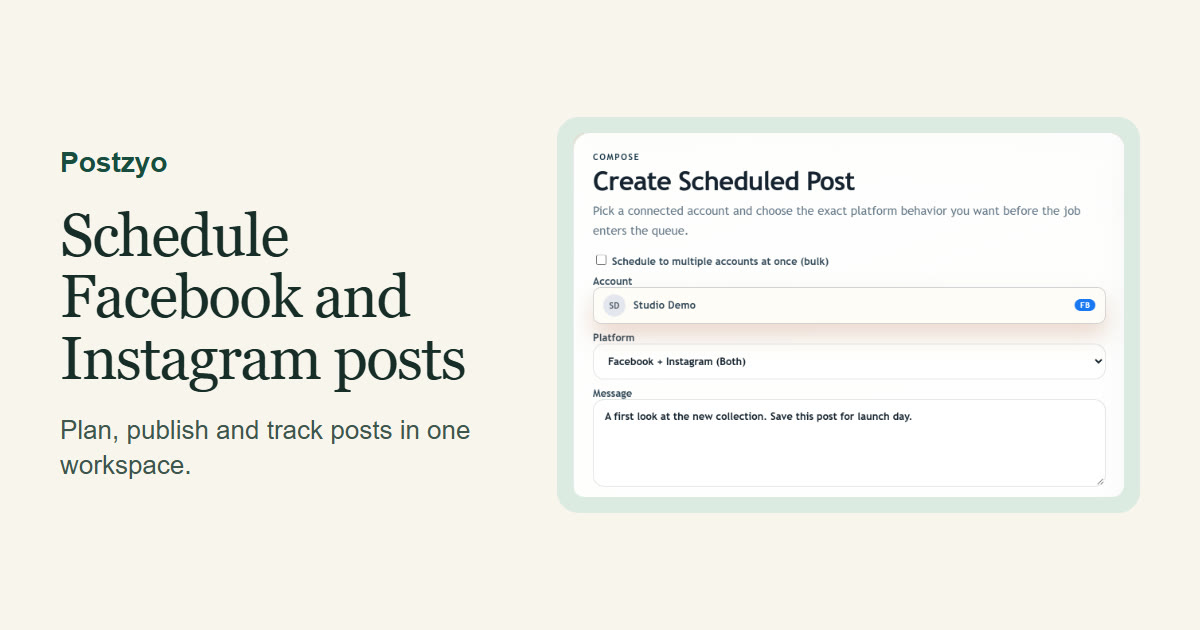 Postzyo
Schedule
Facebook and
Instagram posts
Plan, publish and track posts in one
workspace.
COMPOSE
Create Scheduled Post
Pick a connected account and choose the exact platform behavior you want before the job
enters the queue.
Schedule to multiple accounts at once (bulk)
Account
SD Studio Demo FB
Platform
Facebook + Instagram (Both)
Message
A first look at the new collection. Save this post for launch day.